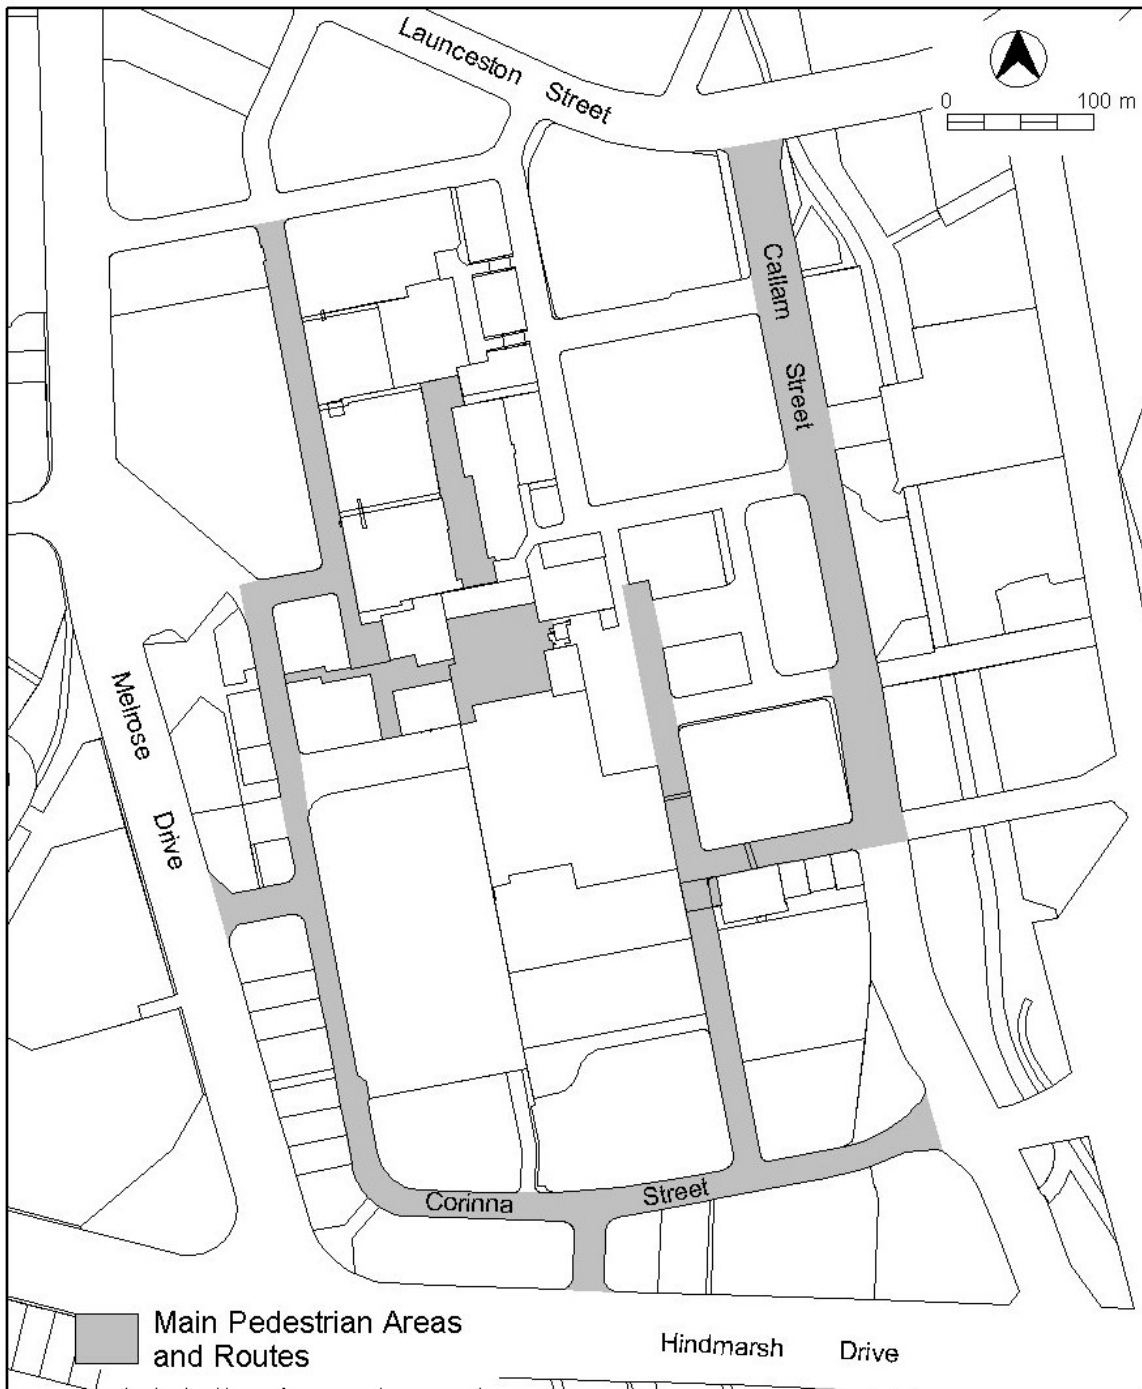 Launceston Street
0 100 m
Callam Street
Melrose Drive
Corinna Street
Main Pedestrian Areas
and Routes
Hindmarsh Drive